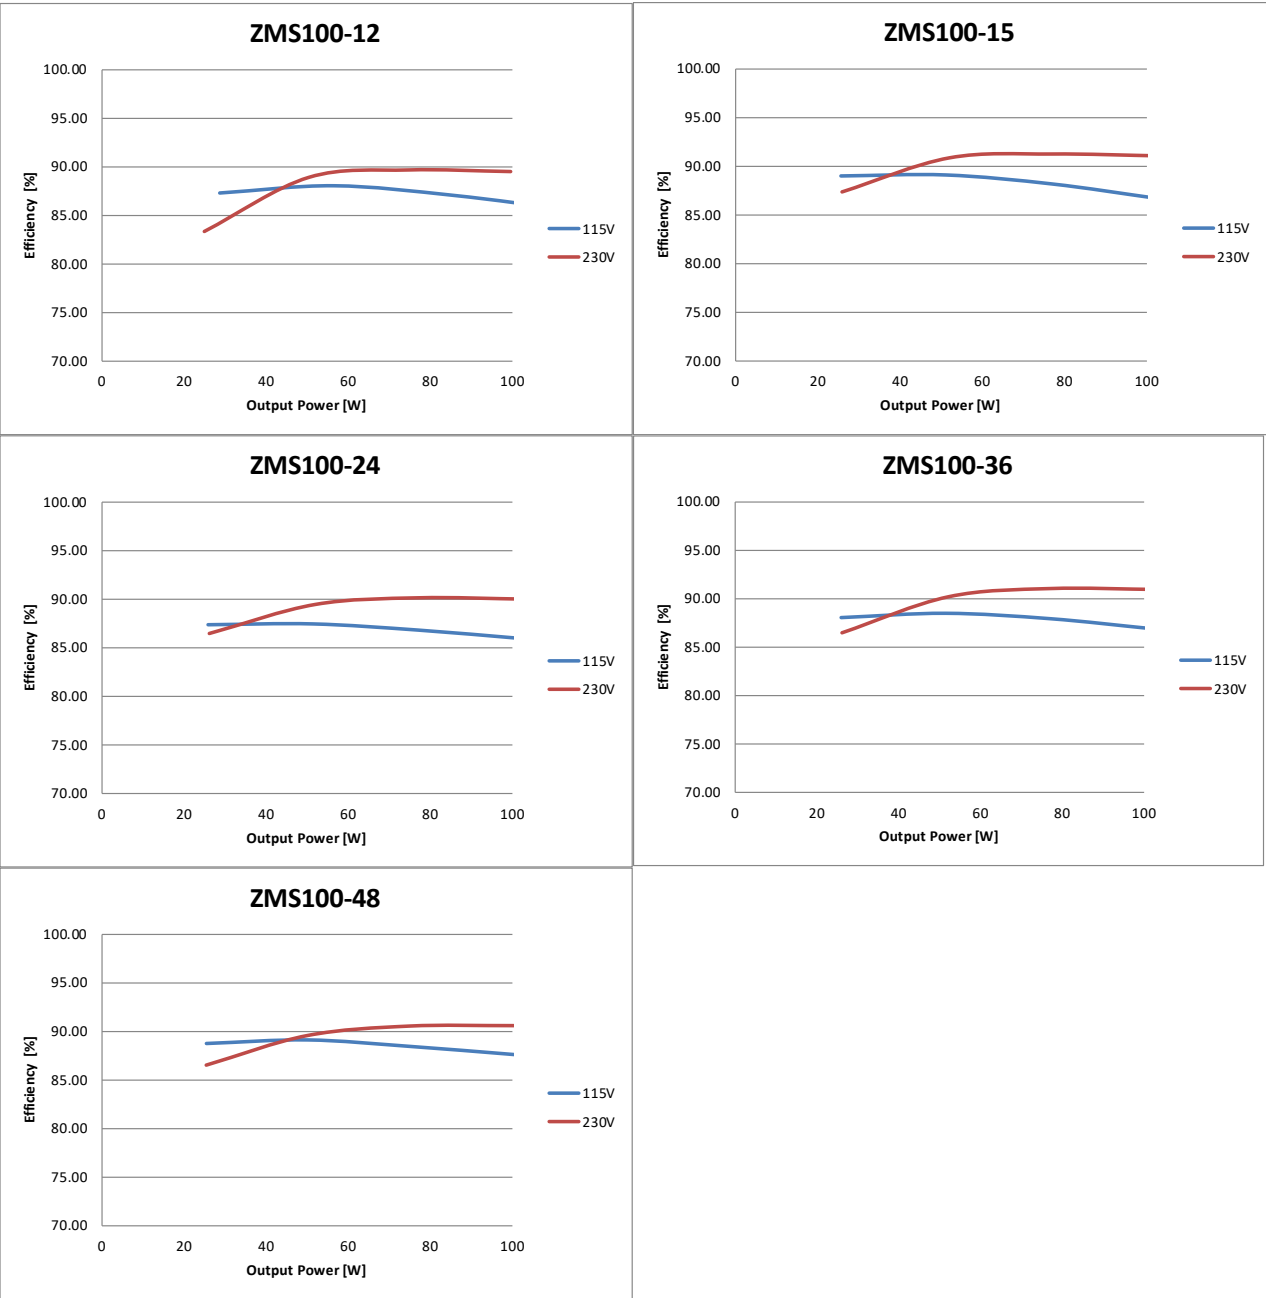 ZMS100-12
100.00
95.00
90.00
85.00
80.00
75.00
70.00
0 20 40 60 80 100
Efficiency [%]
Output Power [W]
115V
230V
ZMS100-15
100.00
95.00
90.00
85.00
80.00
75.00
70.00
0 20 40 60 80 100
Efficiency [%]
Output Power [W]
115V
230V
ZMS100-24
100.00
95.00
90.00
85.00
80.00
75.00
70.00
0 20 40 60 80 100
Efficiency [%]
Output Power [W]
115V
230V
ZMS100-36
100.00
95.00
90.00
85.00
80.00
75.00
70.00
0 20 40 60 80 100
Efficiency [%]
Output Power [W]
115V
230V
ZMS100-48
100.00
95.00
90.00
85.00
80.00
75.00
70.00
0 20 40 60 80 100
Efficiency [%]
Output Power [W]
115V
230V